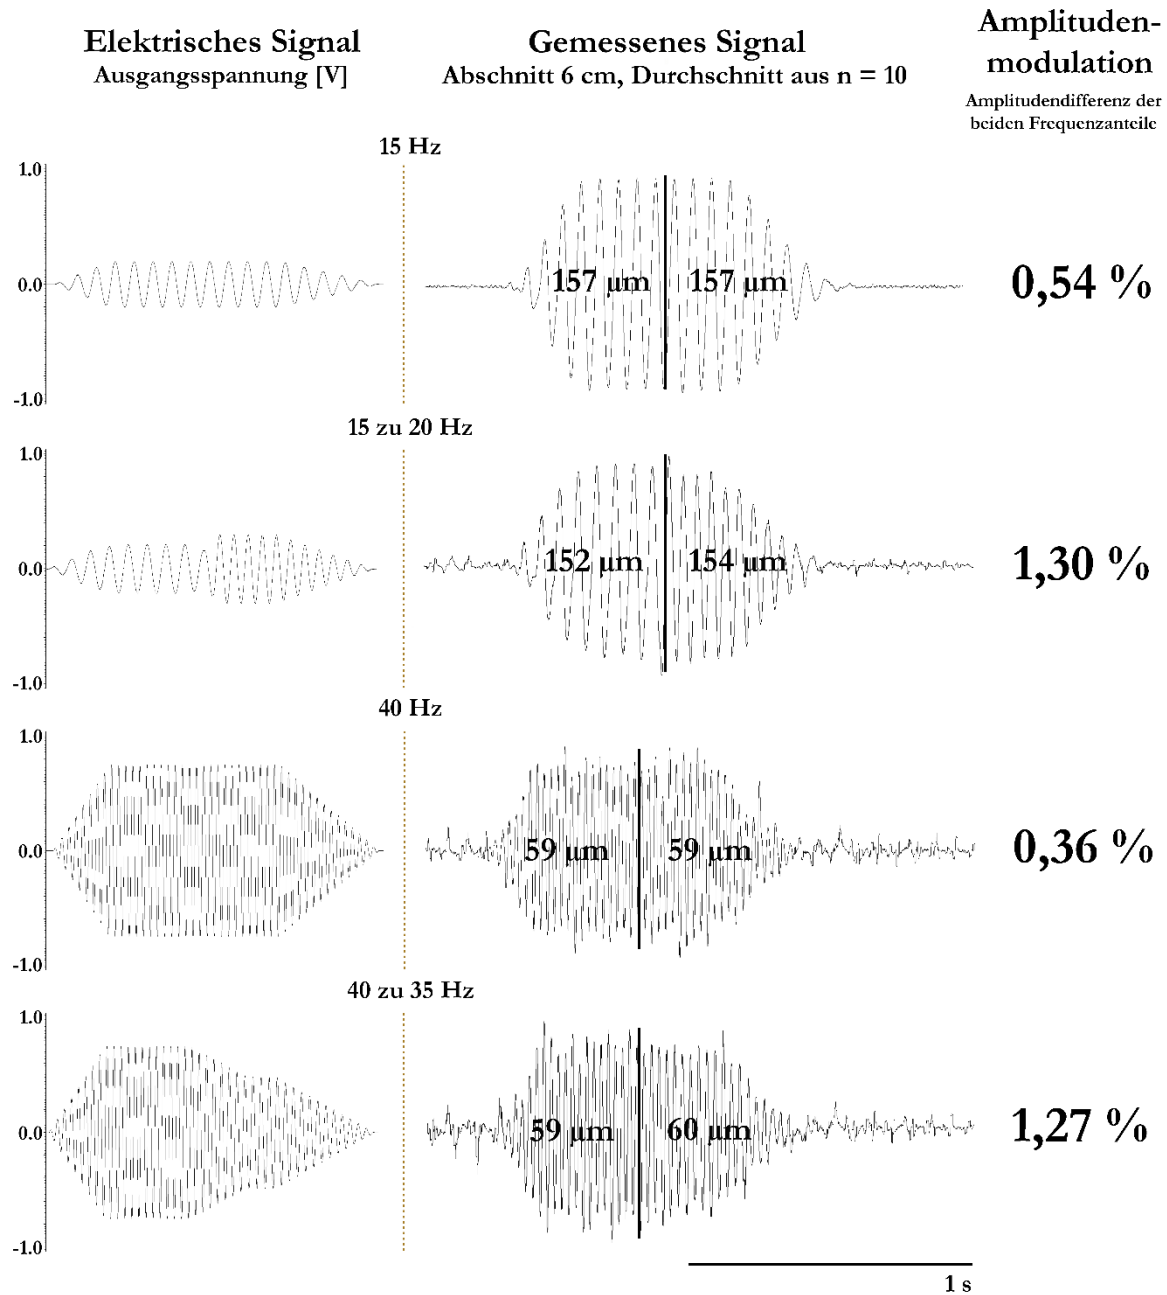 Elektrisches Signal
Ausgangsspannung [V]
Gemessenes Signal
Abschnitt 6 cm, Durchschnitt aus n = 10
Amplituden-
modulation
Amplitudendifferenz der
beiden Frequenzanteile
15 Hz
1.0
0.0
-1.0
157 µm
157 µm
0,54 %
15 zu 20 Hz
1.0
0.0
-1.0
152 µm
154 µm
1,30 %
40 Hz
1.0
0.0
-1.0
59 µm
59 µm
0,36 %
40 zu 35 Hz
1.0
0.0
-1.0
59 µm
60 µm
1,27 %
1 s